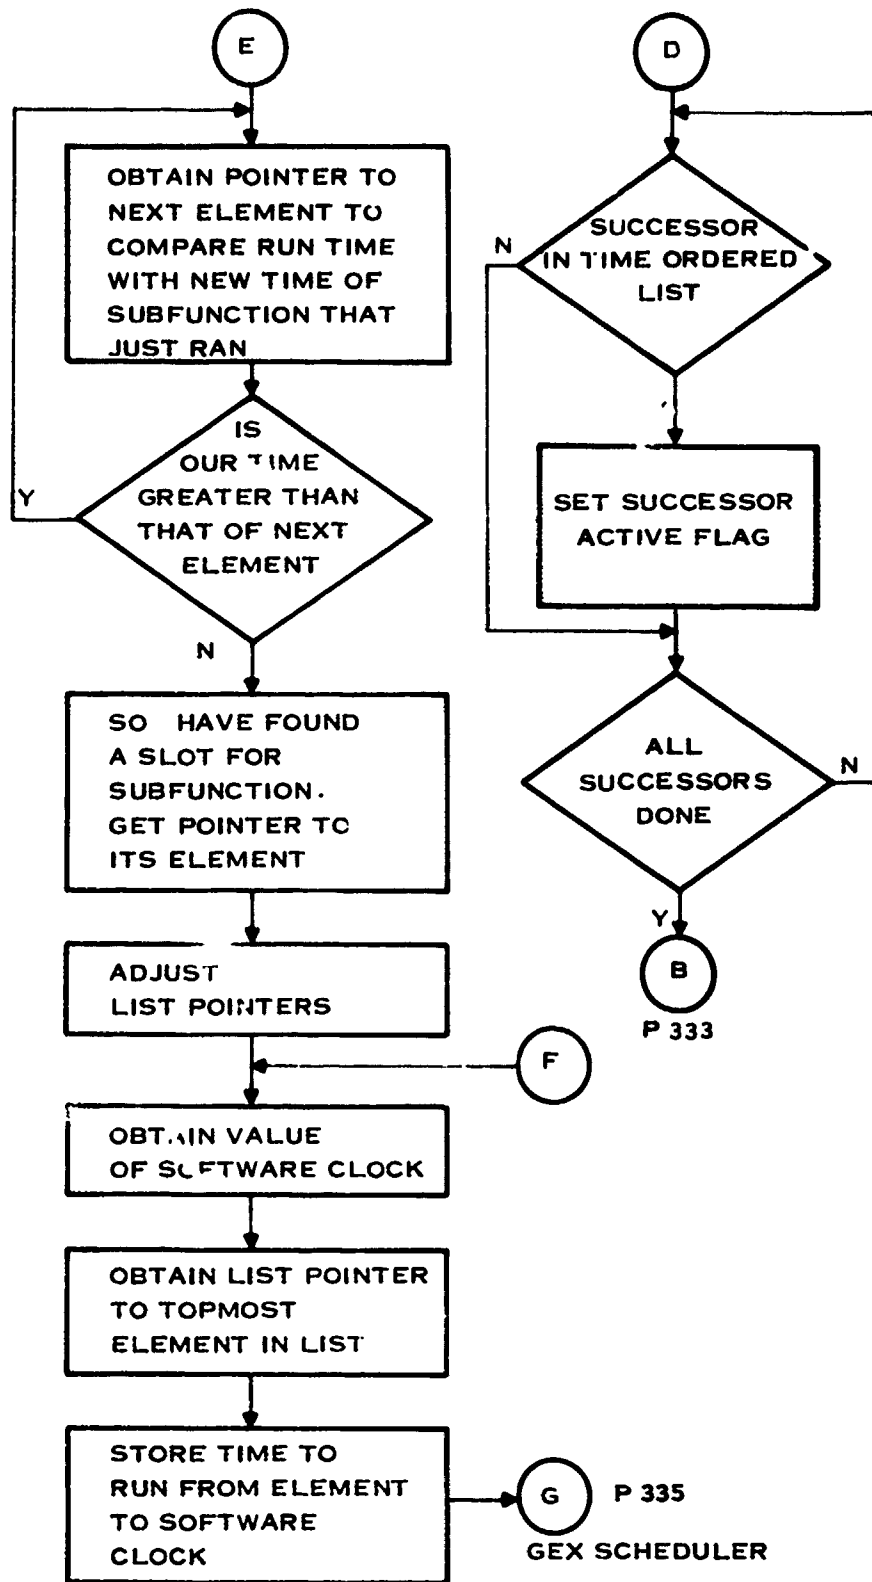 E
OBTAIN POINTER TO
NEXT ELEMENT TO
COMPARE RUN TIME
WITH NEW TIME OF
SUBFUNCTION THAT
JUST RAN
IS
OUR TIME
GREATER THAN
THAT OF NEXT
ELEMENT
Y
N
SO HAVE FOUND
A SLOT FOR
SUBFUNCTION.
GET POINTER TO
ITS ELEMENT
ADJUST
LIST POINTERS
F
OBTAIN VALUE
OF SOFTWARE CLOCK
OBTAIN LIST POINTER
TO TOPMOST
ELEMENT IN LIST
STORE TIME TO
RUN FROM ELEMENT
TO SOFTWARE
CLOCK
G P 335
GEX SCHEDULER
D
SUCCESSOR
IN TIME ORDERED
LIST
N
SET SUCCESSOR
ACTIVE FLAG
ALL
SUCCESSORS
DONE
N
Y
B
P 333